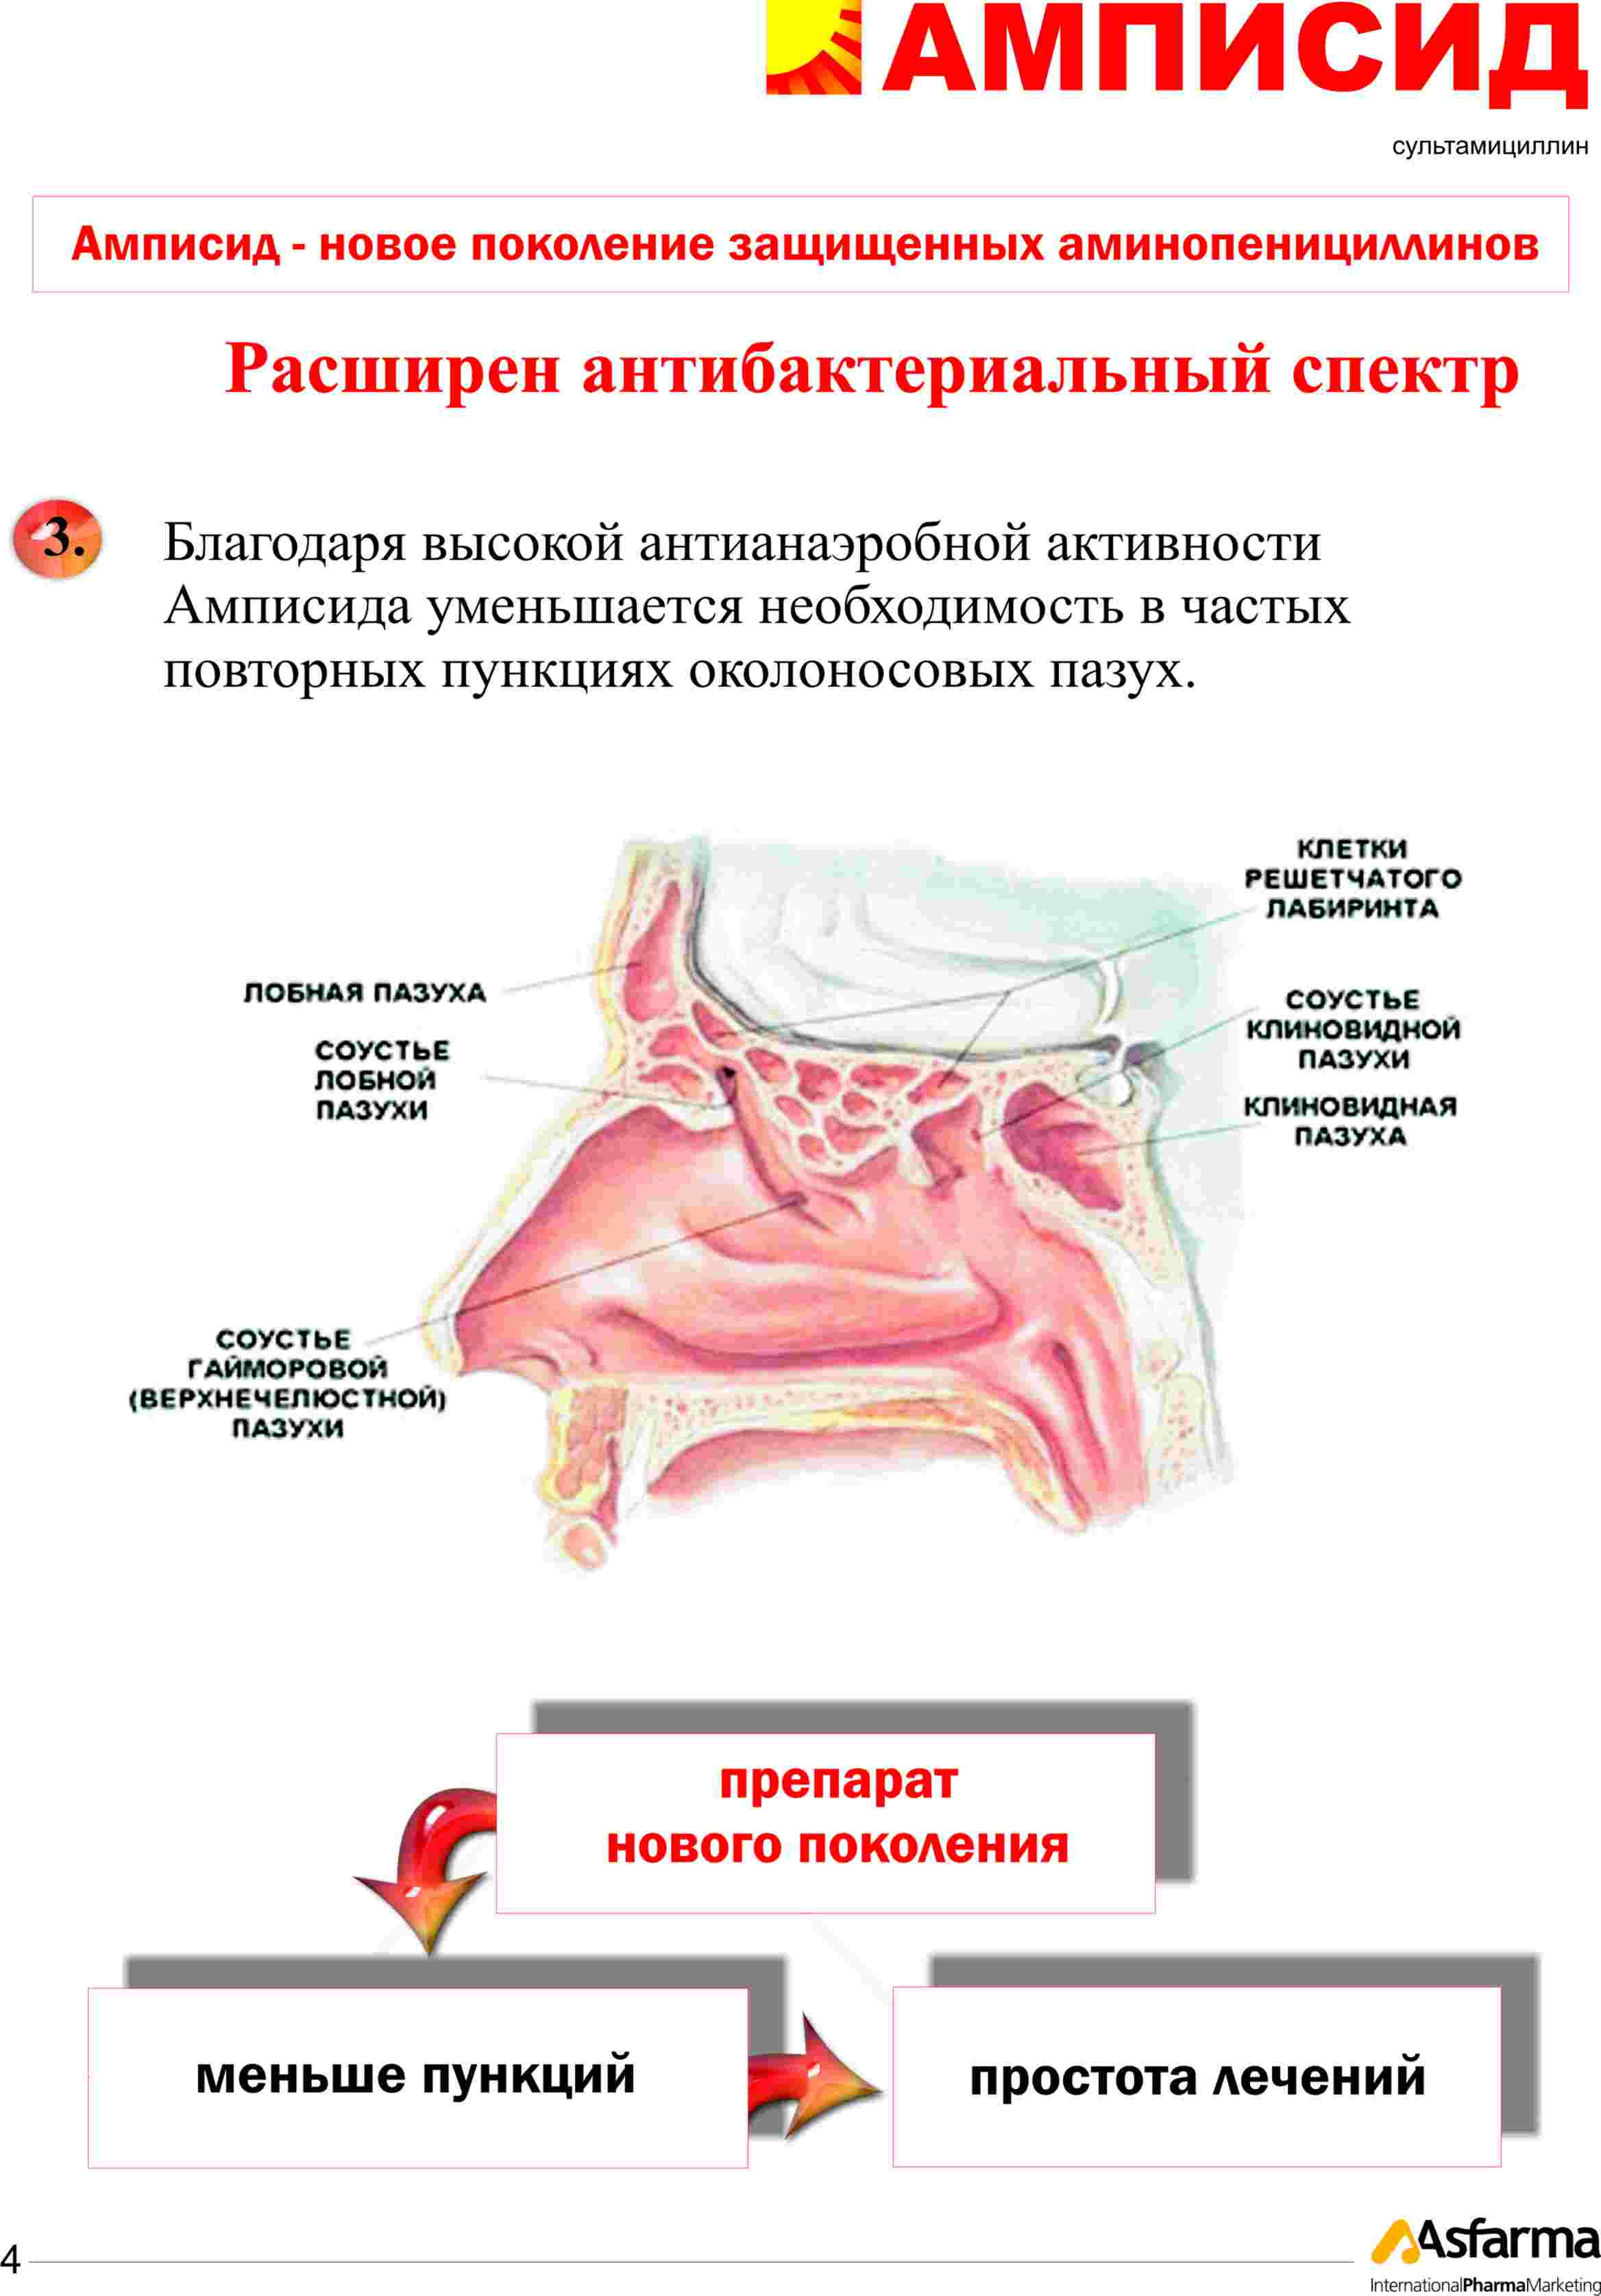 АМПИСИД
сультамициллин
Амписид - новое поколение защищенных аминопенициллинов
Расширен антибактериальный спектр
3.
Благодаря высокой антианаэробной активности
Амписида уменьшается необходимость в частых
повторных пункциях околоносовых пазух.
КЛЕТКИ
РЕШЕТЧАТОГО
ЛАБИРИНТА
ЛОБНАЯ ПАЗУХА
СОУСТЬЕ
ЛОБНОЙ
ПАЗУХИ
СОУСТЬЕ
КЛИНОВИДНОЙ
ПАЗУХИ
КЛИНОВИДНАЯ
ПАЗУХА
СОУСТЬЕ
ГАЙМОРОВОЙ
(ВЕРХНЕЧЕЛЮСТНОЙ)
ПАЗУХИ
препарат
нового поколения
меньше пункций
простота лечений
4
Asfarma
InternationalPharmaMarketing